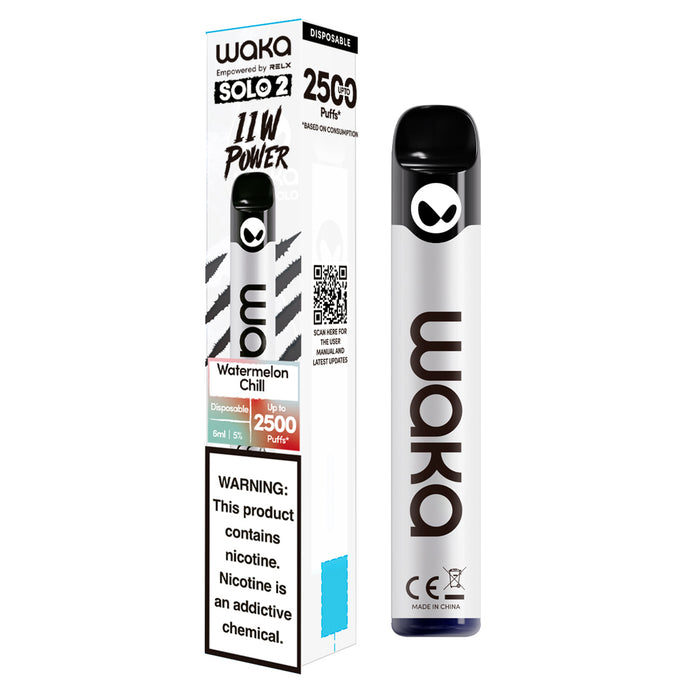 waka
Empowered by RELX
SOLO 2
11W
POWER
waka
Watermelon
Chill
Disposable
6ml | 5%
Up to
2500
Puffs*
WARNING:
This product
contains
nicotine.
Nicotine is
an addictive
chemical.
DISPOSABLE
UP TO
2500
Puffs*
*BASED ON CONSUMPTION
SCAN HERE FOR
THE USER
MANUAL AND
LATEST UPDATES
waka
CE
MADE IN CHINA